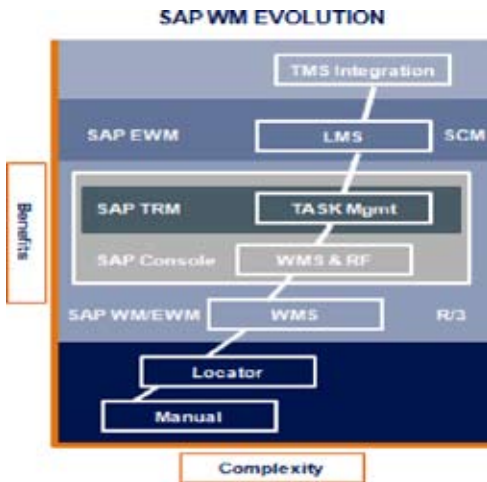 SAP WM EVOLUTION
TMS Integration
SAP EWM LMS SCM
SAP TRM TASK Mgmt
SAP Console WMS & RF
SAP WM/EWM WMS R/3
Locator
Manual
Benefits
Complexity